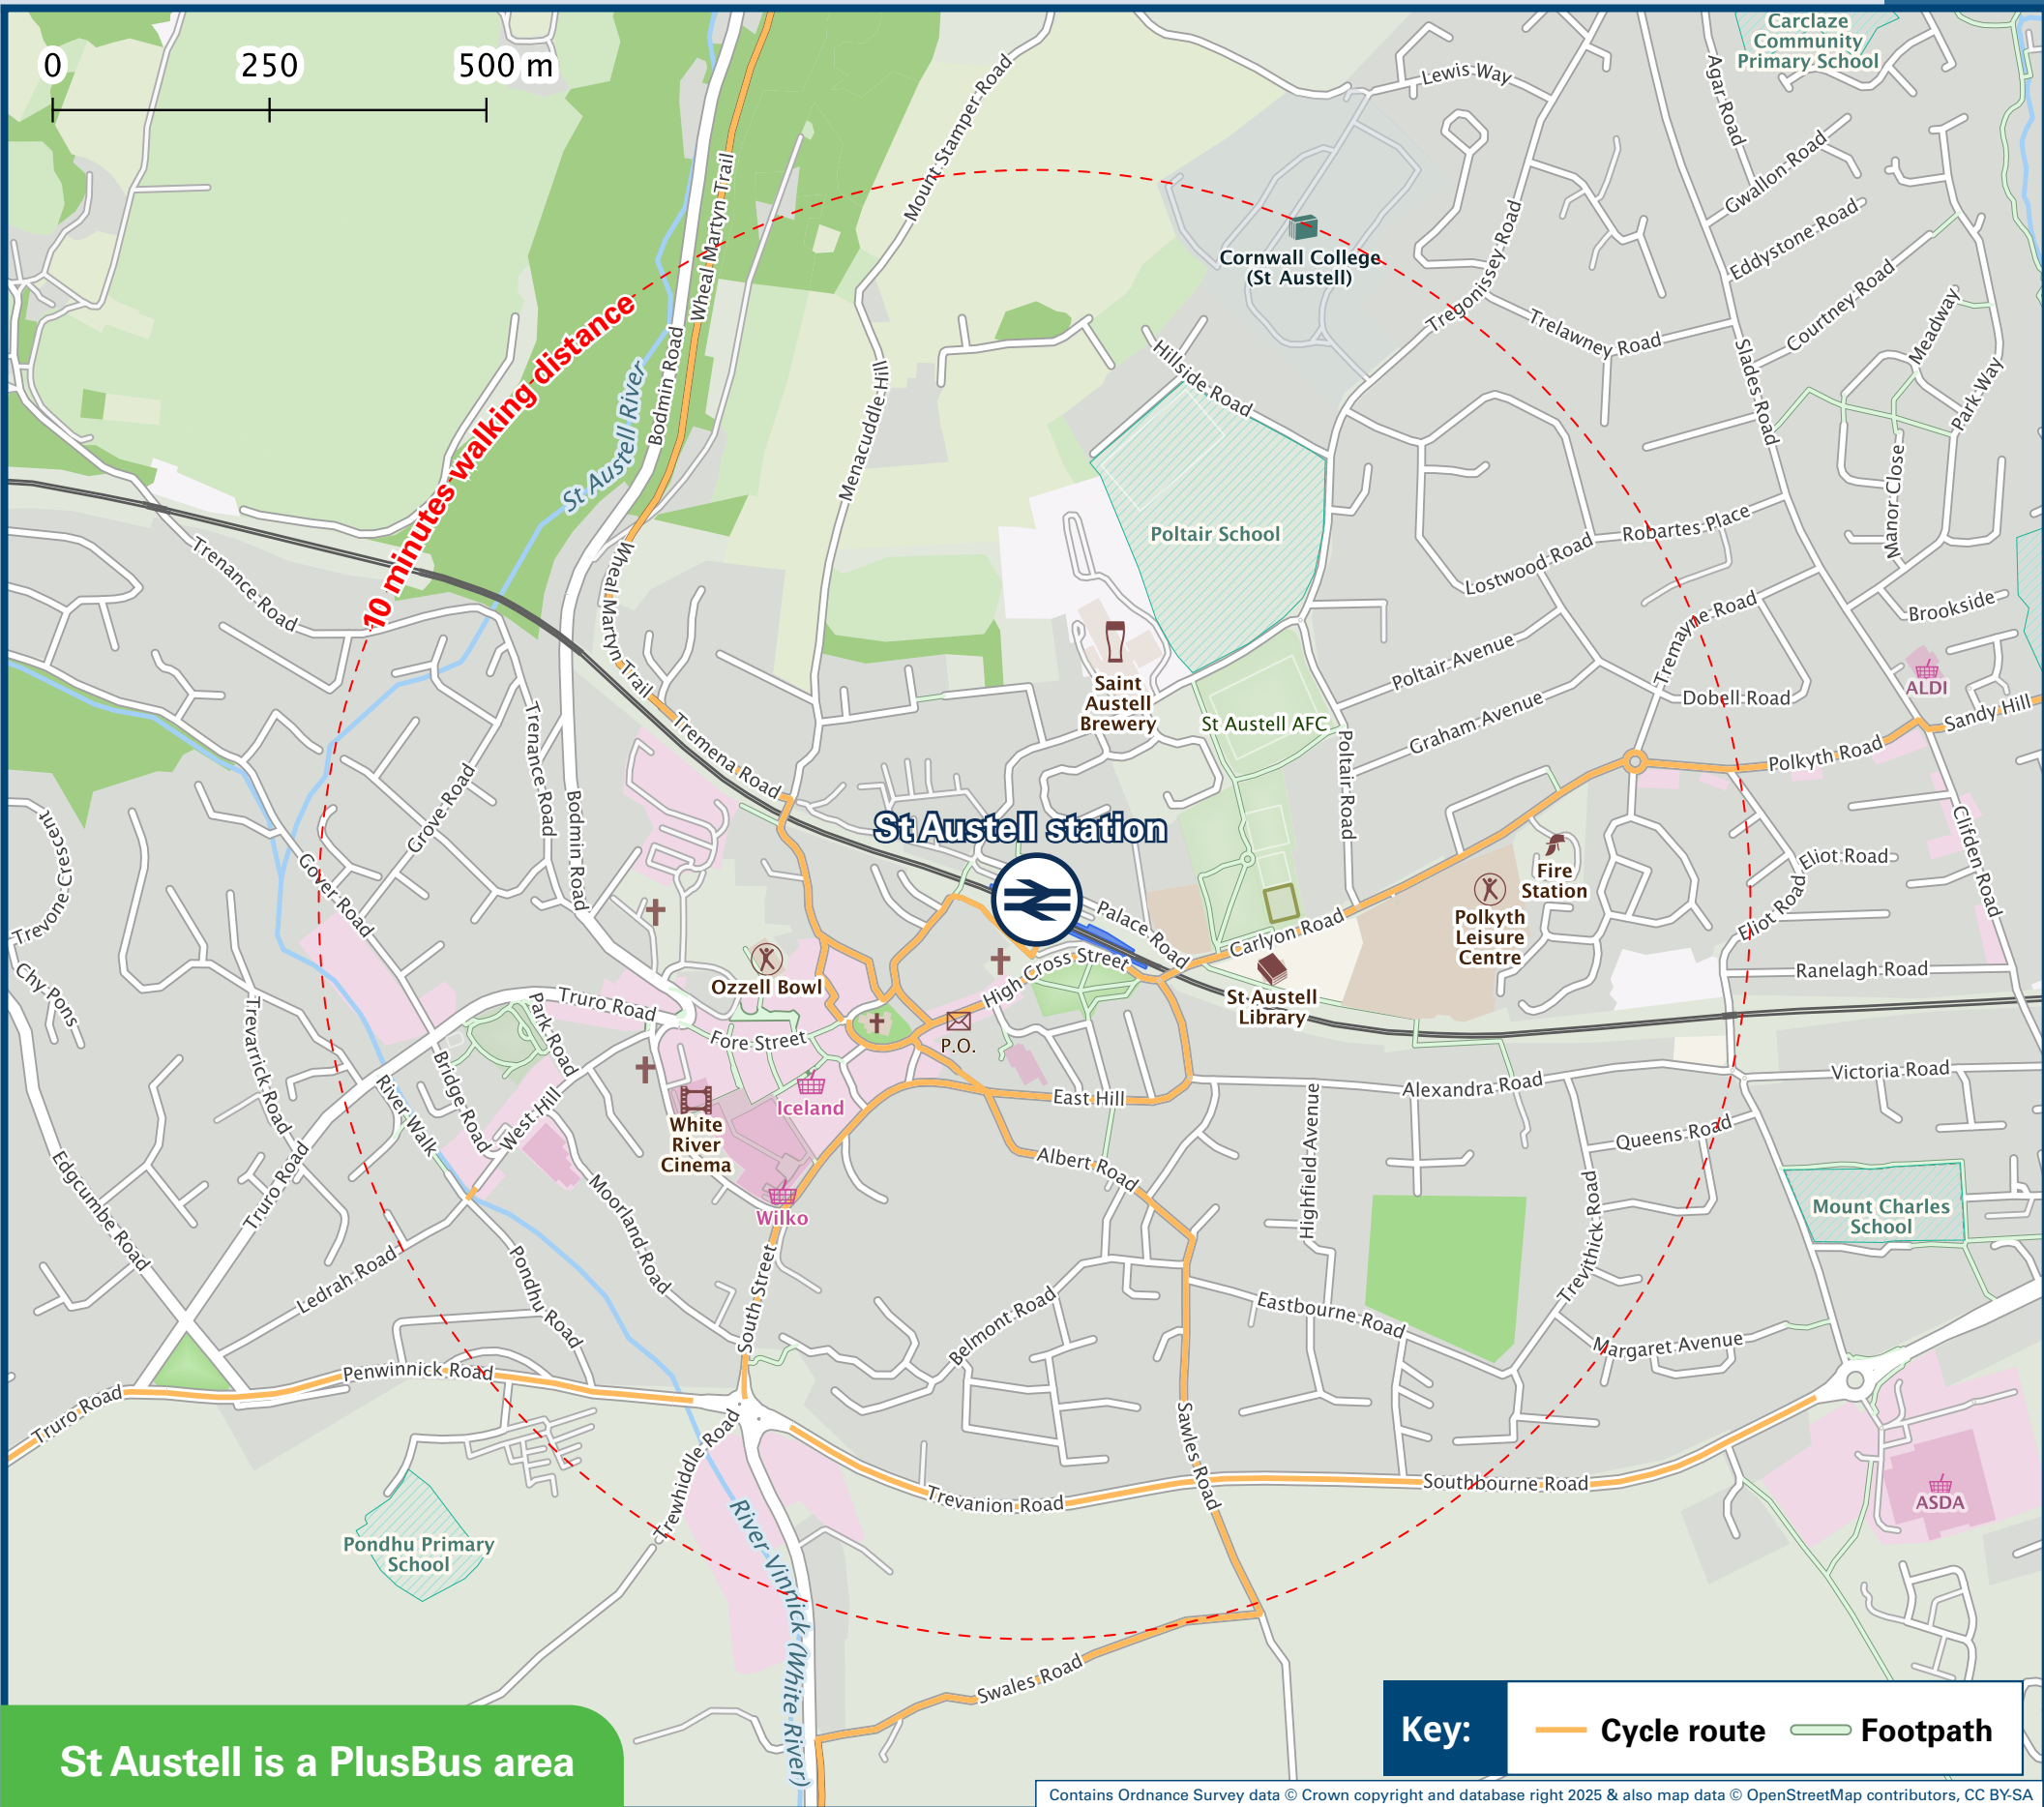 0 250 500 m
Carclaze
Community
Primary School
Lewis Way
Agar Road
Mount Stamper Road
Gwallon Road
Wheal Martyn Trail
Eddystone Road
Cornwall College
(St Austell)
Tregonissey Road
Courtney Road
Meadway
10 minutes walking distance
Trelawney Road
Bodmin Road
St Austell River
Menacuddle Hill
Hillside Road
Slades Road
Park Way
Manor Close
Poltair School
Robartes Place
Lostwood Road
Trenance Road
Wheal Martyn Trail
Tremayne Road
Brookside
Saint
Austell
Brewery
Poltair Avenue
ALDI
Dobell Road
St Austell AFC
Graham Avenue
Sandy Hill
Trenance Road
Tremena Road
Poltair Road
Polkyth Road
Grove Road
Bodmin Road
St Austell station
Trevone Crescent
Clifden Road
Fire
Station
Eliot Road
Gover Road
Palace Road
Carlyon Road
Polkyth
Leisure
Centre
Eliot Road
Ozzell Bowl
High Cross Street
Ranelagh Road
Chy Pons
Trevarrick Road
Park Road
Truro Road
St Austell
Library
Fore Street
P.O.
River Walk
Bridge Road
West Hill
Iceland
East Hill
Alexandra Road
Victoria Road
White
River
Cinema
Highfield Avenue
Queens Road
Albert Road
Edgcumbe Road
Truro Road
Moorland Road
Wilko
Trevithick Road
Mount Charles
School
Ledrah Road
Pondhu Road
South Street
Belmont Road
Eastbourne Road
Margaret Avenue
Penwinnick Road
Truro Road
Trewhiddle Road
Sawles Road
Trevanion Road
Southbourne Road
ASDA
Pondhu Primary
School
River Vinnick (White River)
Swales Road
St Austell is a PlusBus area
Key: Cycle route Footpath
Contains Ordnance Survey data © Crown copyright and database right 2025 & also map data © OpenStreetMap contributors, CC BY-SA